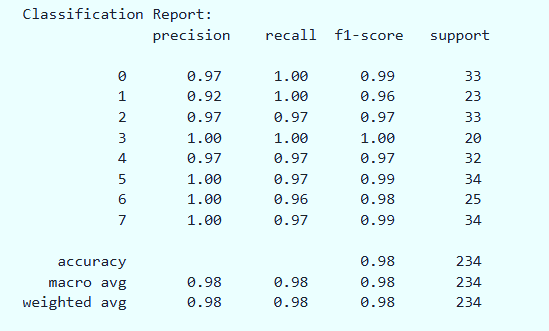 Classification Report:
precision recall f1-score support
0 0.97 1.00 0.99 33
1 0.92 1.00 0.96 23
2 0.97 0.97 0.97 33
3 1.00 1.00 1.00 20
4 0.97 0.97 0.97 32
5 1.00 0.97 0.99 34
6 1.00 0.96 0.98 25
7 1.00 0.97 0.99 34
accuracy 0.98 234
macro avg 0.98 0.98 0.98 234
weighted avg 0.98 0.98 0.98 234